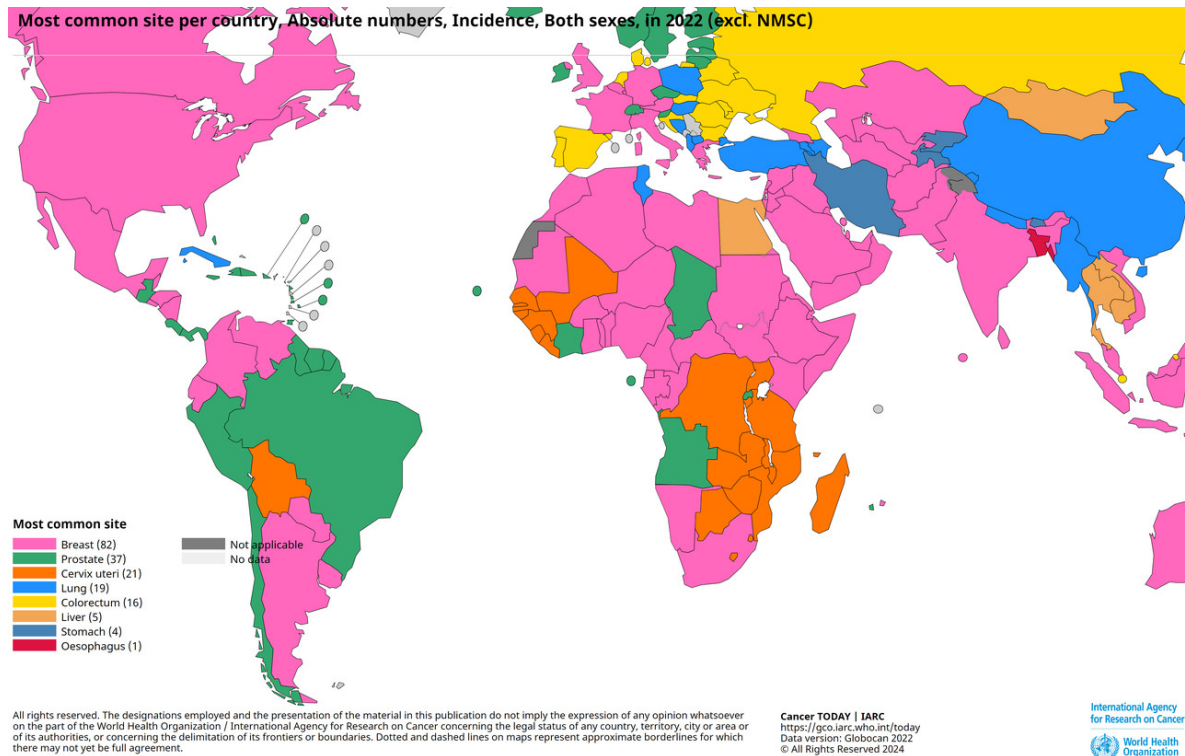 Most common site per country, Absolute numbers, Incidence, Both sexes, in 2022 (excl. NMSC)
Most common site
Breast (82)
Prostate (37)
Cervix uteri (21)
Lung (19)
Colorectum (16)
Liver (5)
Stomach (4)
Oesophagus (1)
Not applicable
No data
All rights reserved. The designations employed and the presentation of the material in this publication do not imply the expression of any opinion whatsoever
on the part of the World Health Organization / International Agency for Research on Cancer concerning the legal status of any country, territory, city or area or
of its authorities, or concerning the delimitation of its frontiers or boundaries. Dotted and dashed lines on maps represent approximate borderlines for which
there may not yet be full agreement.
Cancer TODAY | IARC
https://gco.iarc.who.int/today
Data version: Globocan 2022
© All Rights Reserved 2024
International Agency
for Research on Cancer
World Health
Organization